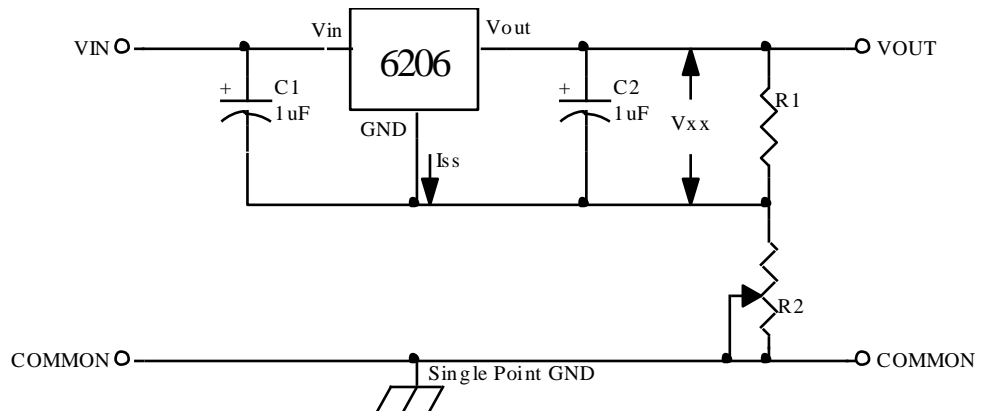 VIN
Vin
6206
Vout
VOUT
+
C1
1uF
GND
Iss
+
C2
1uF
Vxx
R1
R2
COMMON
Single Point GND
COMMON